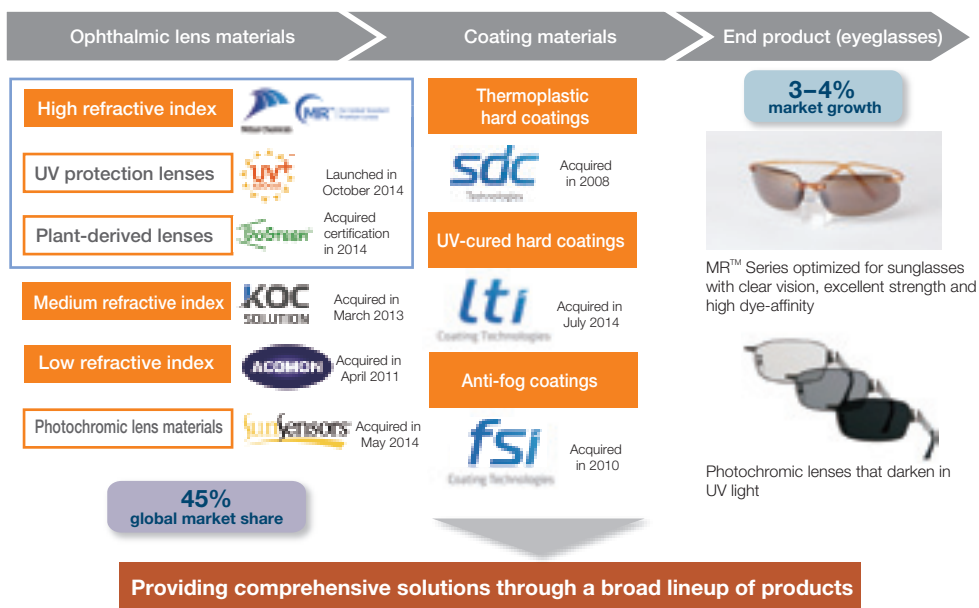 Ophthalmic lens materials
Coating materials
End product (eyeglasses)
High refractive index
Mitsui Chemicals
MR™
UV protection lenses
UV+
Launched in
October 2014
Plant-derived lenses
DoGreen
Acquired
certification
in 2014
Medium refractive index
KOC
SOLUTION
Acquired in
March 2013
Low refractive index
ACOMON
Acquired in
April 2011
Photochromic lens materials
SunSensors
Acquired in
May 2014
45%
global market share
Thermoplastic
hard coatings
sdc
Technologies
Acquired
in 2008
UV-cured hard coatings
lti
Coating Technologies
Acquired in
July 2014
Anti-fog coatings
fsi
Coating Technologies
Acquired
in 2010
3–4%
market growth
MR™ Series optimized for sunglasses
with clear vision, excellent strength and
high dye-affinity
Photochromic lenses that darken in
UV light
Providing comprehensive solutions through a broad lineup of products